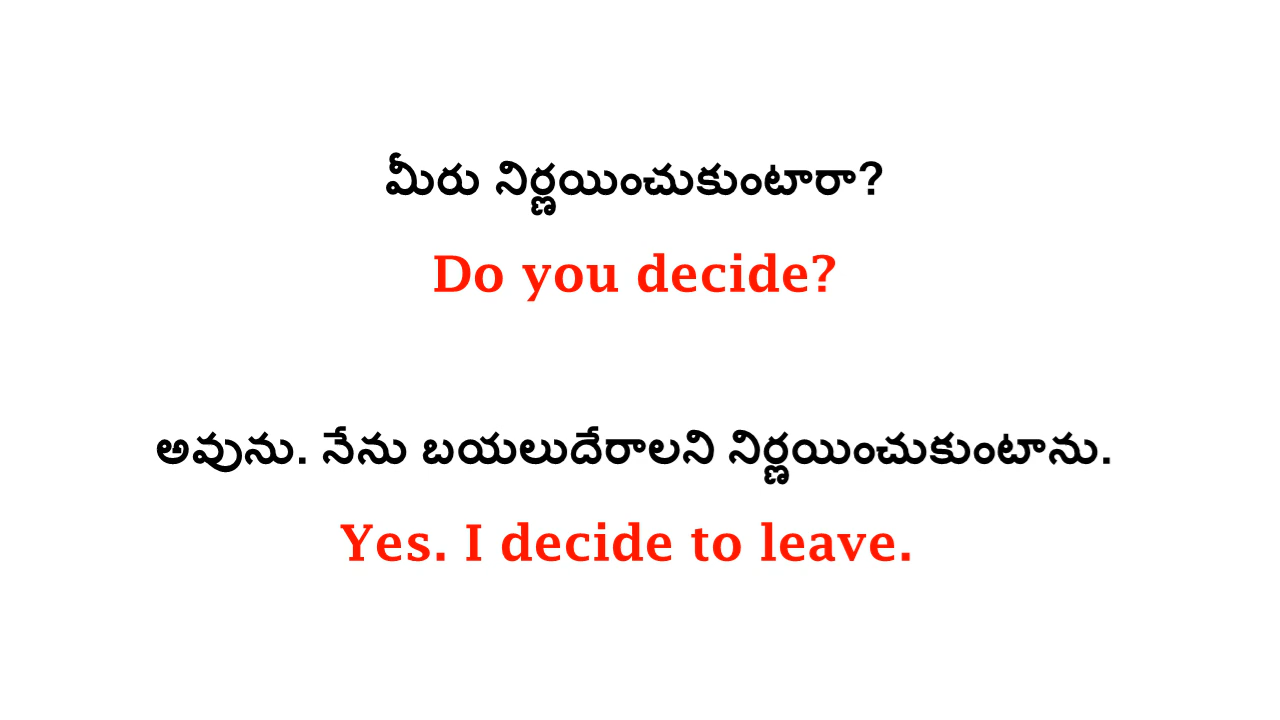 మీరు నిర్ణయించుకుంటారా?
Do you decide?
అవును. నేను బయలుదేరాలని నిర్ణయించుకుంటాను.
Yes. I decide to leave.